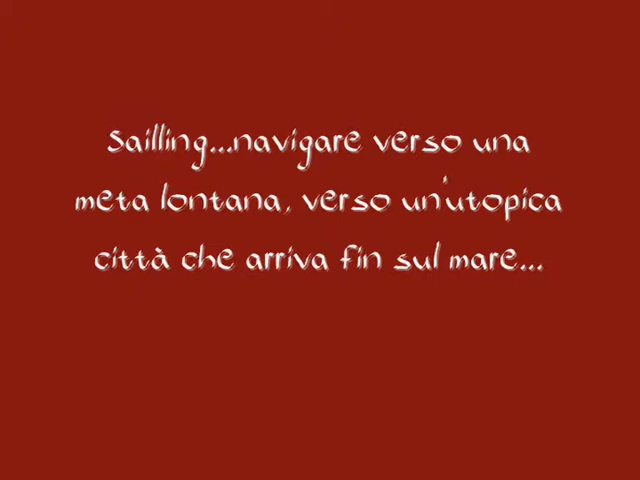 Sailling...navigare verso una
meta lontana, verso un'utopica
città che arriva fin sul mare...